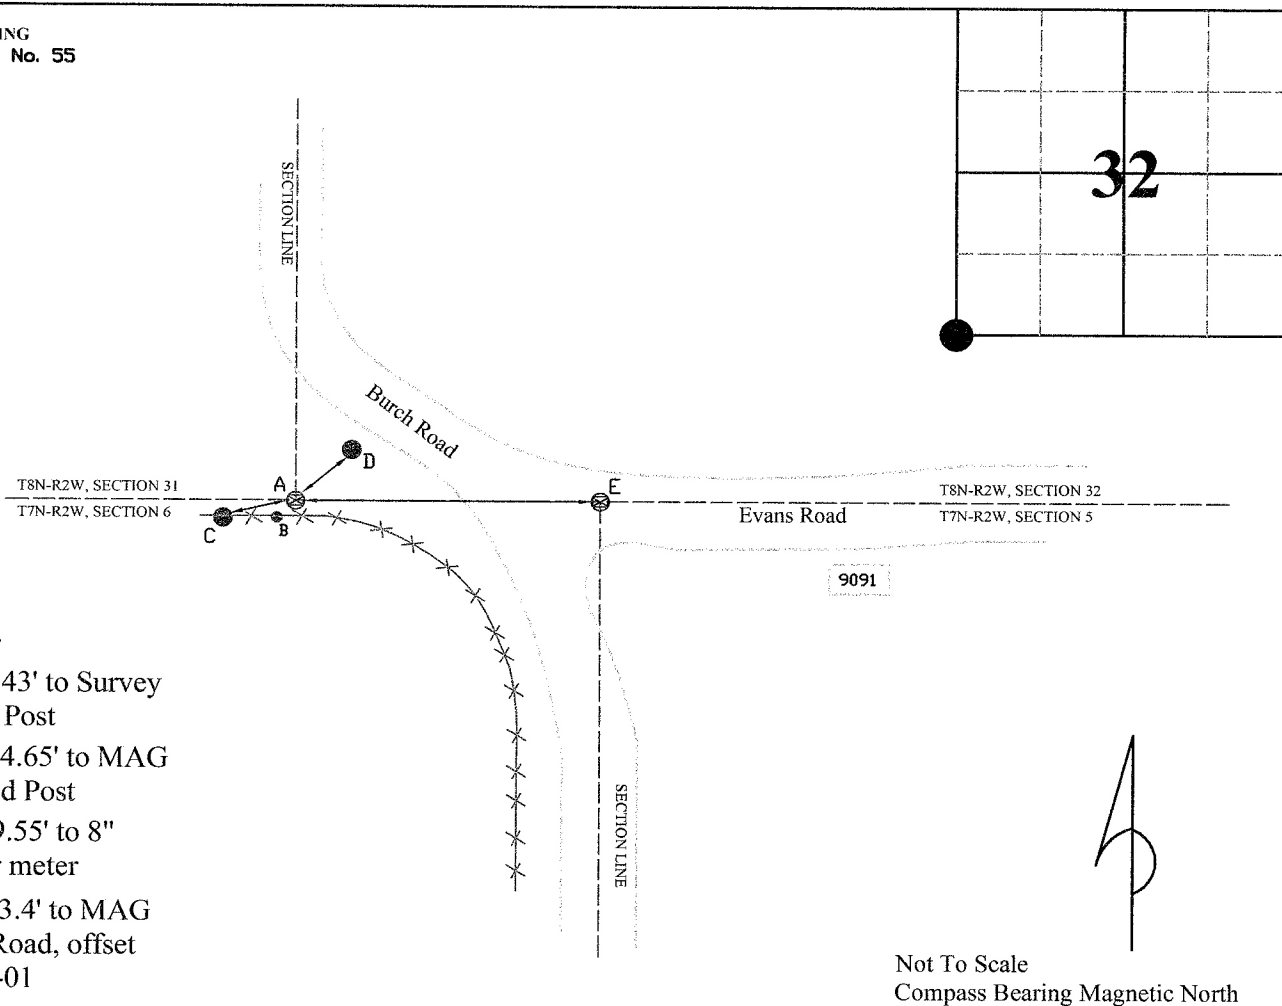 No. 55
32
SECTION LINE
Burch Road
D
A
E
T8N-R2W, SECTION 31
T8N-R2W, SECTION 32
T7N-R2W, SECTION 6
Evans Road
T7N-R2W, SECTION 5
C
B
9091
43' to Survey
Post
4.65' to MAG
d Post
9.55' to 8"
meter
SECTION LINE
3.4' to MAG
Road, offset
-01
Not To Scale
Compass Bearing Magnetic North